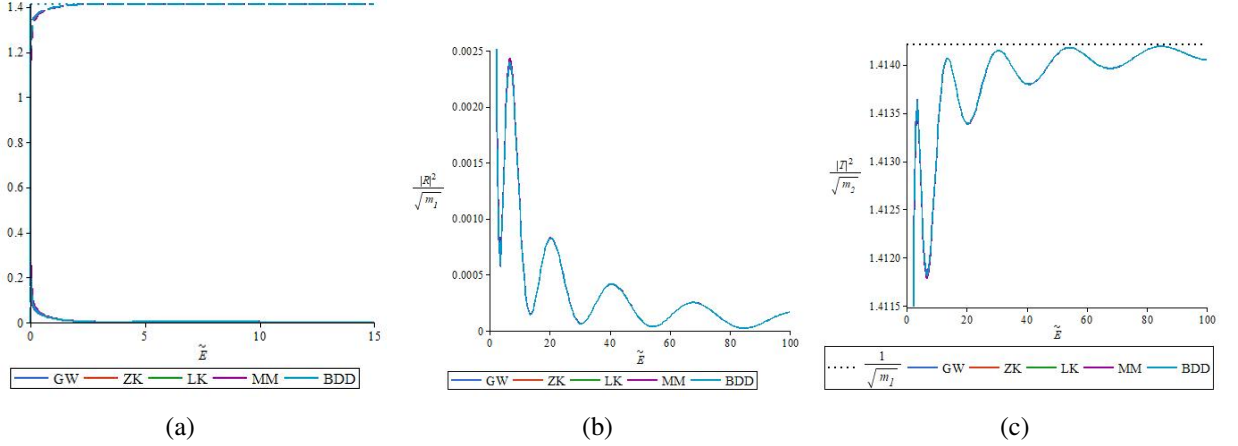 1.4
1.2
1
0.8
0.6
0.4
0.2
0
0 5 10 15
Ẽ
GW ZK LK MM BDD
(a)
0.0025
0.0020
0.0015
0.0010
0.0005
0
|R|²
√m₁
0 20 40 60 80 100
Ẽ
GW ZK LK MM BDD
(b)
1.4140
1.4135
1.4130
1.4125
1.4120
1.4115
|T|²
√m₂
0 20 40 60 80 100
Ẽ
1
√m₁
GW ZK LK MM BDD
(c)